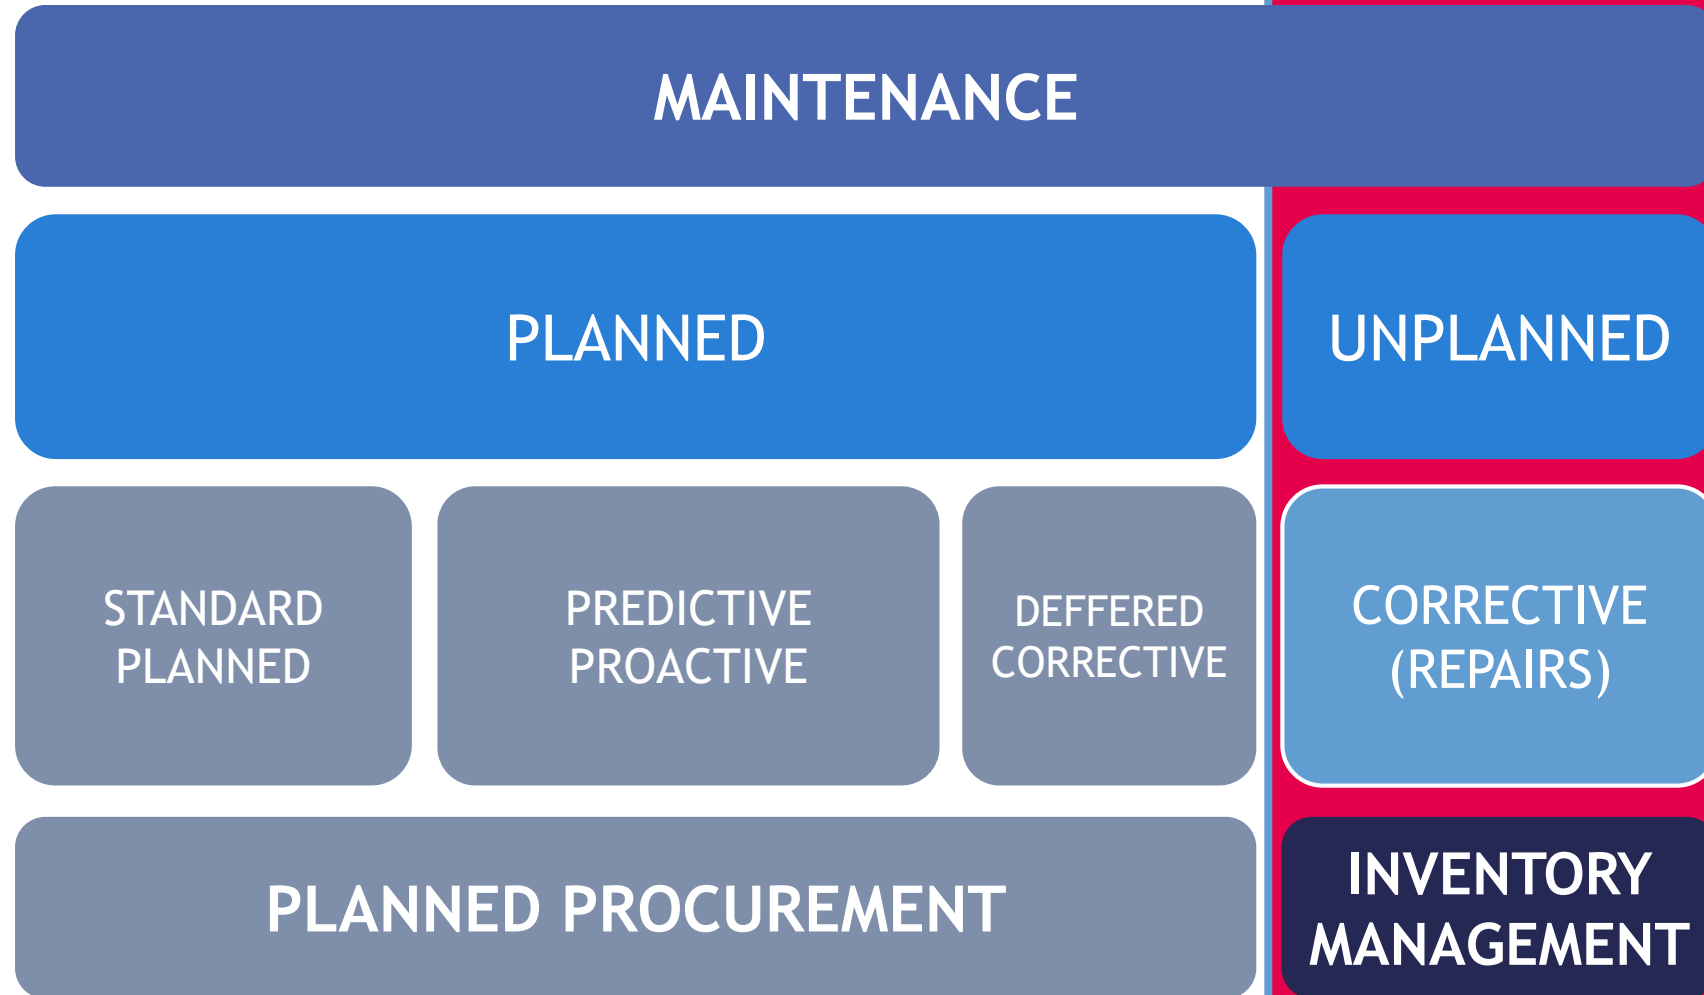 MAINTENANCE
PLANNED
UNPLANNED
STANDARD
PLANNED
PREDICTIVE
PROACTIVE
DEFFERED
CORRECTIVE
CORRECTIVE
(REPAIRS)
PLANNED PROCUREMENT
INVENTORY
MANAGEMENT